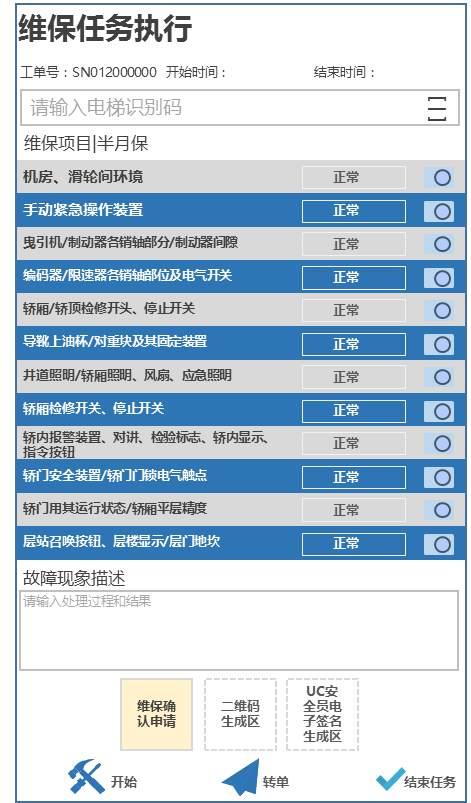 维保任务执行
工单号：SN012000000 开始时间： 结束时间：
请输入电梯识别码
维保项目|半月保
机房、滑轮间环境 正常
手动紧急操作装置 正常
曳引机/制动器各销轴部分/制动器间隙 正常
编码器/限速器各销轴部位及电气开关 正常
轿厢/轿顶检修开头、停止开关 正常
导靴上油杯/对重块及其固定装置 正常
井道照明/轿厢照明、风扇、应急照明 正常
轿厢检修开关、停止开关 正常
轿内报警装置、对讲、检验标志、轿内显示、
指令按钮 正常
轿门安全装置/轿门门锁电气触点 正常
轿门用其运行状态/轿厢平层精度 正常
层站召唤按钮、层楼显示/层门地坎 正常
故障现象描述
请输入处理过程和结果
维保确
认申请
二维码
生成区
UC安
全员电
子签名
生成区
开始 转单 结束任务